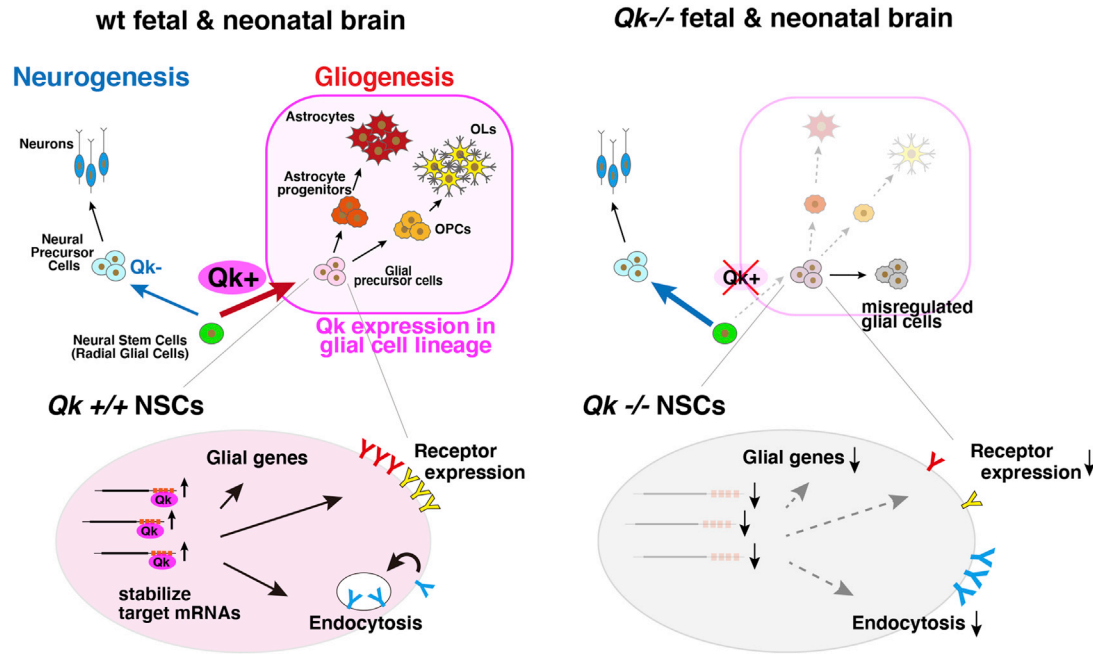 wt fetal & neonatal brain
Neurogenesis
Gliogenesis
Astrocytes
OLs
Neurons
Astrocyte
progenitors
OPCs
Neural
Precursor
Cells
Qk-
Qk+
Glial
precursor cells
Neural Stem Cells
(Radial Glial Cells)
Qk expression in
glial cell lineage
Qk +/+ NSCs
Glial genes
Receptor
expression
Qk
Qk
Qk
stabilize
target mRNAs
Endocytosis
Qk-/- fetal & neonatal brain
Qk+
misregulated
glial cells
Qk -/- NSCs
Glial genes
Receptor
expression
Endocytosis